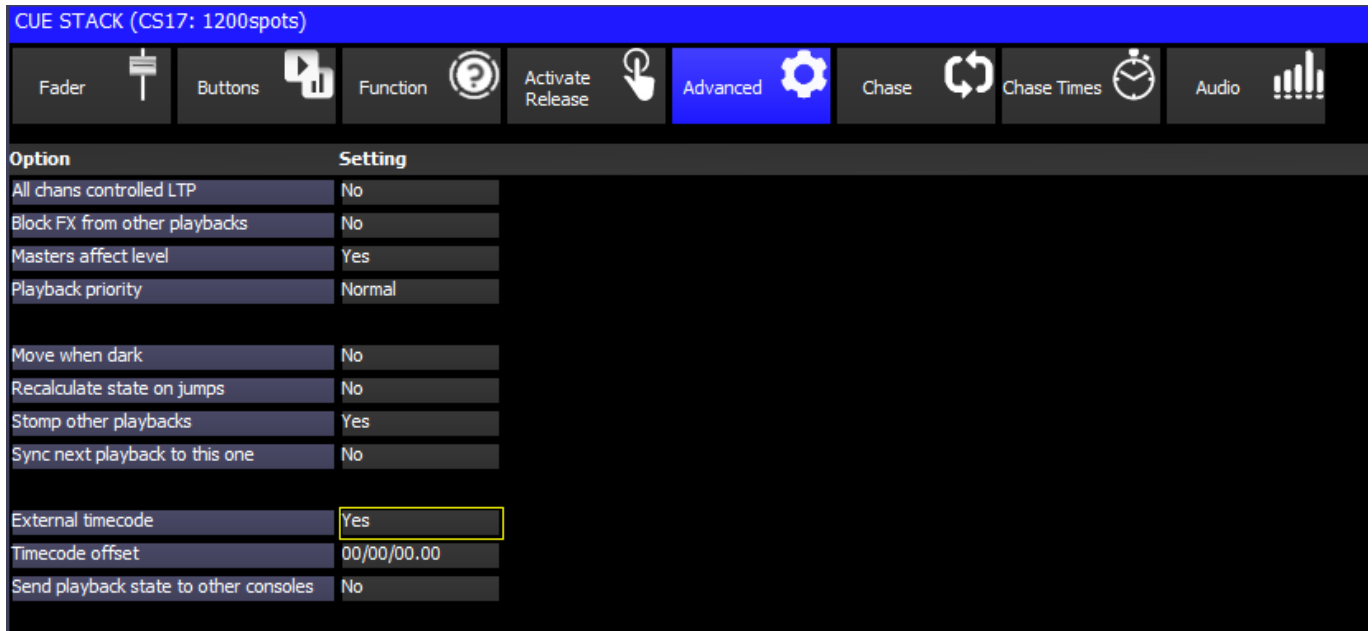 CUE STACK (CS17: 1200spots)
Fader
Buttons
Function
Activate
Release
Advanced
Chase
Chase Times
Audio
Option Setting
All chans controlled LTP No
Block FX from other playbacks No
Masters affect level Yes
Playback priority Normal
Move when dark No
Recalculate state on jumps No
Stomp other playbacks Yes
Sync next playback to this one No
External timecode Yes
Timecode offset 00/00/00.00
Send playback state to other consoles No